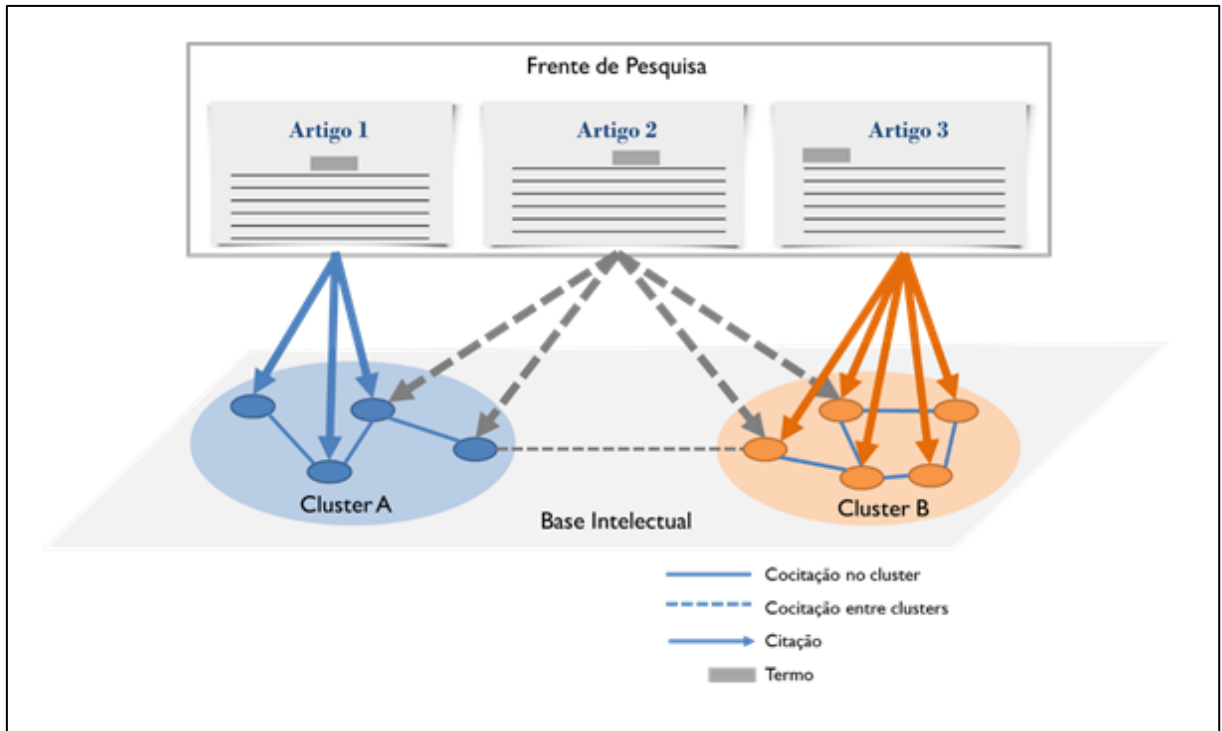 Frente de Pesquisa
Artigo 1
Artigo 2
Artigo 3
Cluster A
Cluster B
Base Intelectual
Cocitação no cluster
Cocitação entre clusters
Citação
Termo